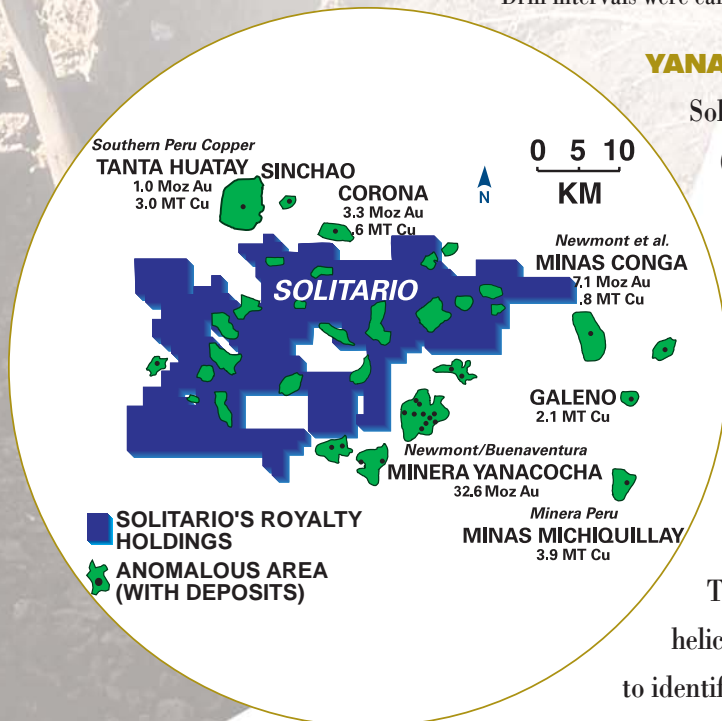 YANA
Sol
Southern Peru Copper
TANTA HUATAY
1.0 Moz Au
3.0 MT Cu
SINCHAO
CORONA
3.3 Moz Au
.6 MT Cu
N
0 5 10
KM
Newmont et al.
MINAS CONGA
7.1 Moz Au
.8 MT Cu
SOLITARIO
GALENO
2.1 MT Cu
Newmont/Buenaventura
MINERA YANACOCHA
32.6 Moz Au
Minera Peru
MINAS MICHIQUILLAY
3.9 MT Cu
SOLITARIO'S ROYALTY
HOLDINGS
ANOMALOUS AREA
(WITH DEPOSITS)
T
helic
to identif